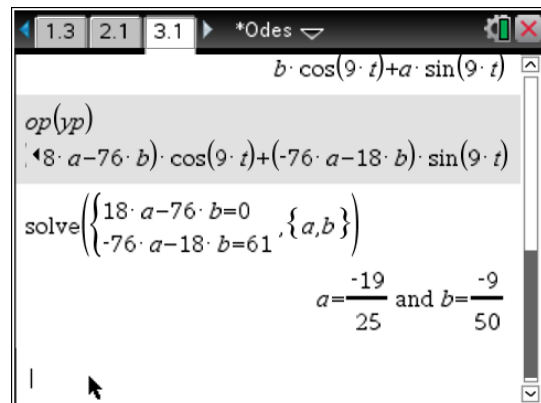 1.3 2.1 3.1 *Odes
b·cos(9·t)+a·sin(9·t)
op(yp)
8·a−76·b)·cos(9·t)+(-76·a−18·b)·sin(9·t)
solve({18·a−76·b=0
-76·a−18·b=61 ,{a,b})
a=-19/25 and b=-9/50